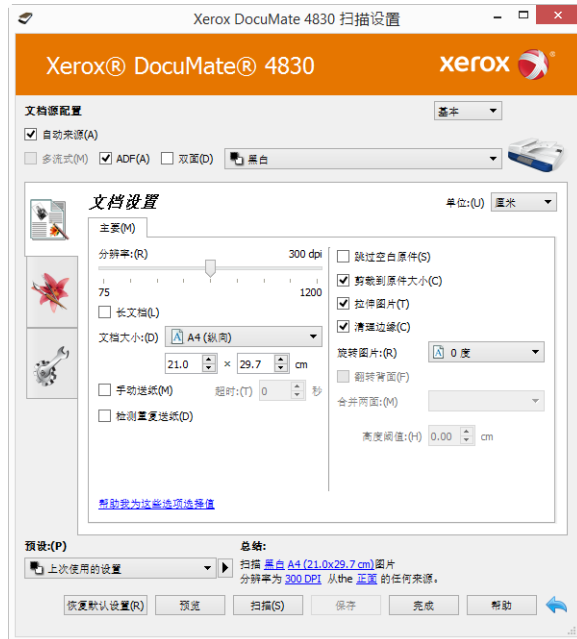 Xerox DocuMate 4830 扫描设置
Xerox® DocuMate® 4830
xerox
文档源配置
基本
自动来源(A)
多流式(M) ADF(A) 双面(D) 黑白
文档设置
单位:(U) 厘米
主要(M)
分辨率:(R) 300 dpi
75 1200
长文档(L)
文档大小:(D) A4 (纵向)
21.0 × 29.7 cm
手动送纸(M) 超时:(T) 0 秒
检测重复送纸(D)
跳过空白原件(S)
剪裁到原件大小(C)
拉伸图片(T)
清理边缘(C)
旋转图片:(R) 0 度
翻转背面(F)
合并两面:(M)
高度阈值:(H) 0.00 cm
帮助我为这些选项选择值
预设:(P)
上次使用的设置
总结:
扫描 黑白 A4 (21.0x29.7 cm)图片
分辨率为 300 DPI 从the 正面 的任何来源。
恢复默认设置(R) 预览 扫描(S) 保存 完成 帮助